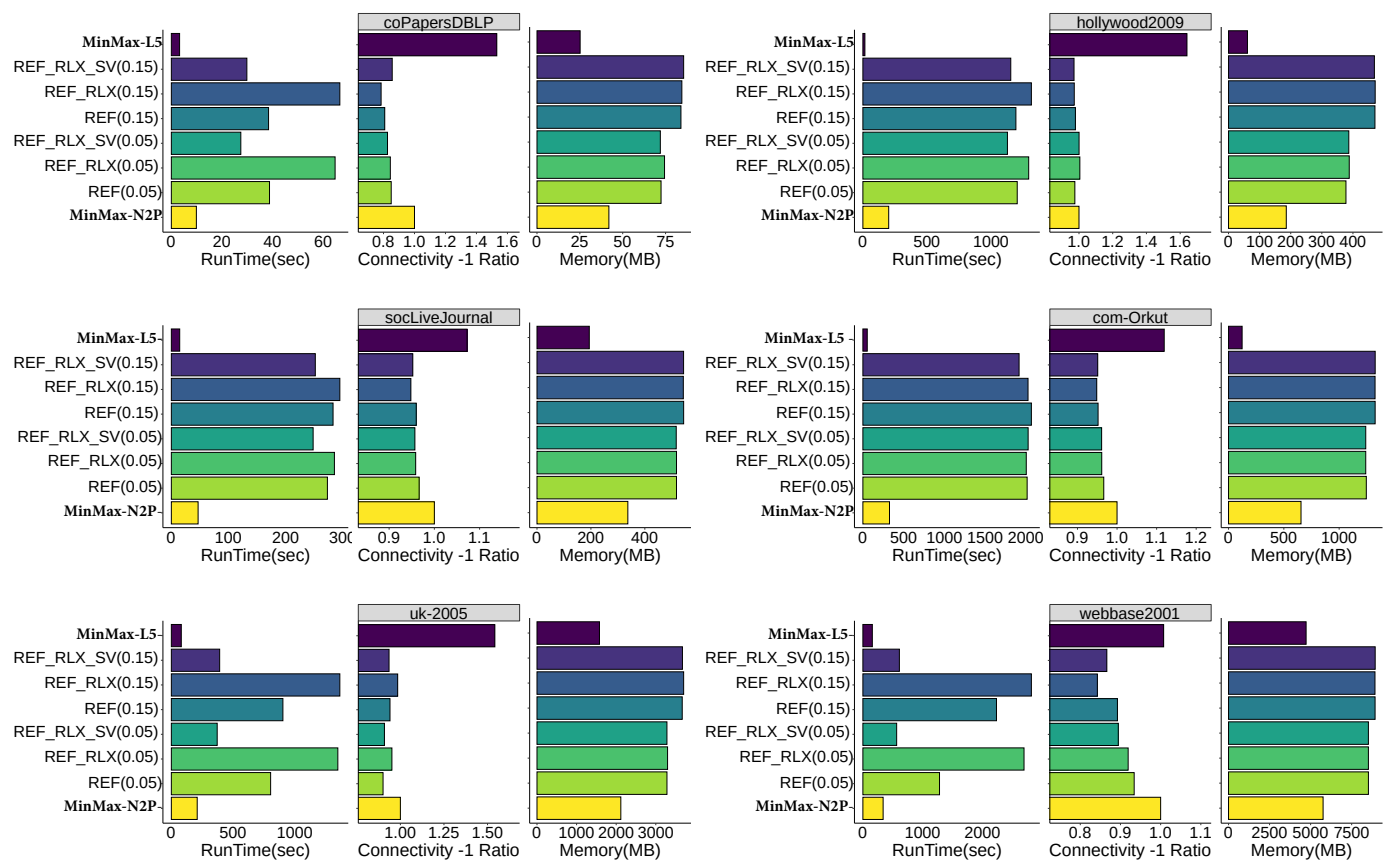 coPapersDBLP
MinMax-L5
REF_RLX_SV(0.15)
REF_RLX(0.15)
REF(0.15)
REF_RLX_SV(0.05)
REF_RLX(0.05)
REF(0.05)
MinMax-N2P
0 20 40 60
RunTime(sec)
0.8 1.0 1.2 1.4 1.6
Connectivity -1 Ratio
0 25 50 75
Memory(MB)
hollywood2009
MinMax-L5
REF_RLX_SV(0.15)
REF_RLX(0.15)
REF(0.15)
REF_RLX_SV(0.05)
REF_RLX(0.05)
REF(0.05)
MinMax-N2P
0 500 1000
RunTime(sec)
1.0 1.2 1.4 1.6
Connectivity -1 Ratio
0 100 200 300 400
Memory(MB)
socLiveJournal
MinMax-L5
REF_RLX_SV(0.15)
REF_RLX(0.15)
REF(0.15)
REF_RLX_SV(0.05)
REF_RLX(0.05)
REF(0.05)
MinMax-N2P
0 100 200 300
RunTime(sec)
0.9 1.0 1.1
Connectivity -1 Ratio
0 200 400
Memory(MB)
com-Orkut
MinMax-L5
REF_RLX_SV(0.15)
REF_RLX(0.15)
REF(0.15)
REF_RLX_SV(0.05)
REF_RLX(0.05)
REF(0.05)
MinMax-N2P
0 500 1000 1500 2000
RunTime(sec)
0.9 1.0 1.1 1.2
Connectivity -1 Ratio
0 500 1000
Memory(MB)
uk-2005
MinMax-L5
REF_RLX_SV(0.15)
REF_RLX(0.15)
REF(0.15)
REF_RLX_SV(0.05)
REF_RLX(0.05)
REF(0.05)
MinMax-N2P
0 500 1000
RunTime(sec)
1.00 1.25 1.50
Connectivity -1 Ratio
0 1000 2000 3000
Memory(MB)
webbase2001
MinMax-L5
REF_RLX_SV(0.15)
REF_RLX(0.15)
REF(0.15)
REF_RLX_SV(0.05)
REF_RLX(0.05)
REF(0.05)
MinMax-N2P
0 1000 2000
RunTime(sec)
0.8 0.9 1.0 1.1
Connectivity -1 Ratio
0 2500 5000 7500
Memory(MB)